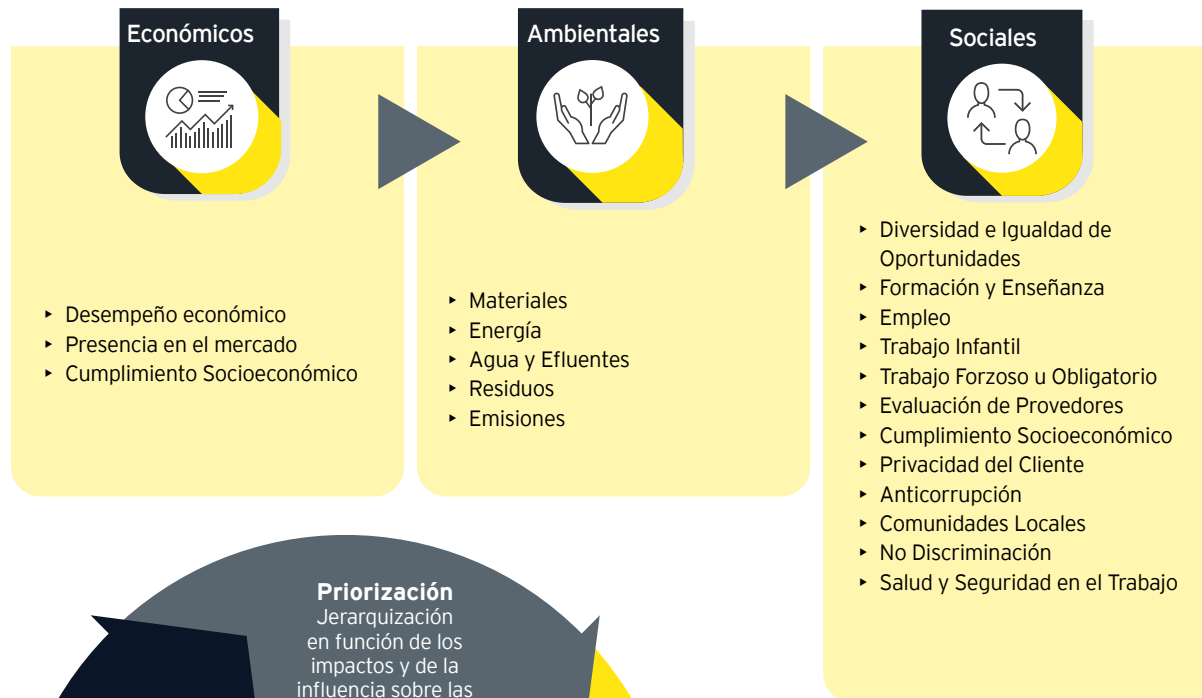 Económicos
▸ Desempeño económico
▸ Presencia en el mercado
▸ Cumplimiento Socioeconómico
Ambientales
▸ Materiales
▸ Energía
▸ Agua y Efluentes
▸ Residuos
▸ Emisiones
Sociales
▸ Diversidad e Igualdad de
Oportunidades
▸ Formación y Enseñanza
▸ Empleo
▸ Trabajo Infantil
▸ Trabajo Forzoso u Obligatorio
▸ Evaluación de Provedores
▸ Cumplimiento Socioeconómico
▸ Privacidad del Cliente
▸ Anticorrupción
▸ Comunidades Locales
▸ No Discriminación
▸ Salud y Seguridad en el Trabajo
Priorización
Jerarquización
en función de los
impactos y de la
influencia sobre las